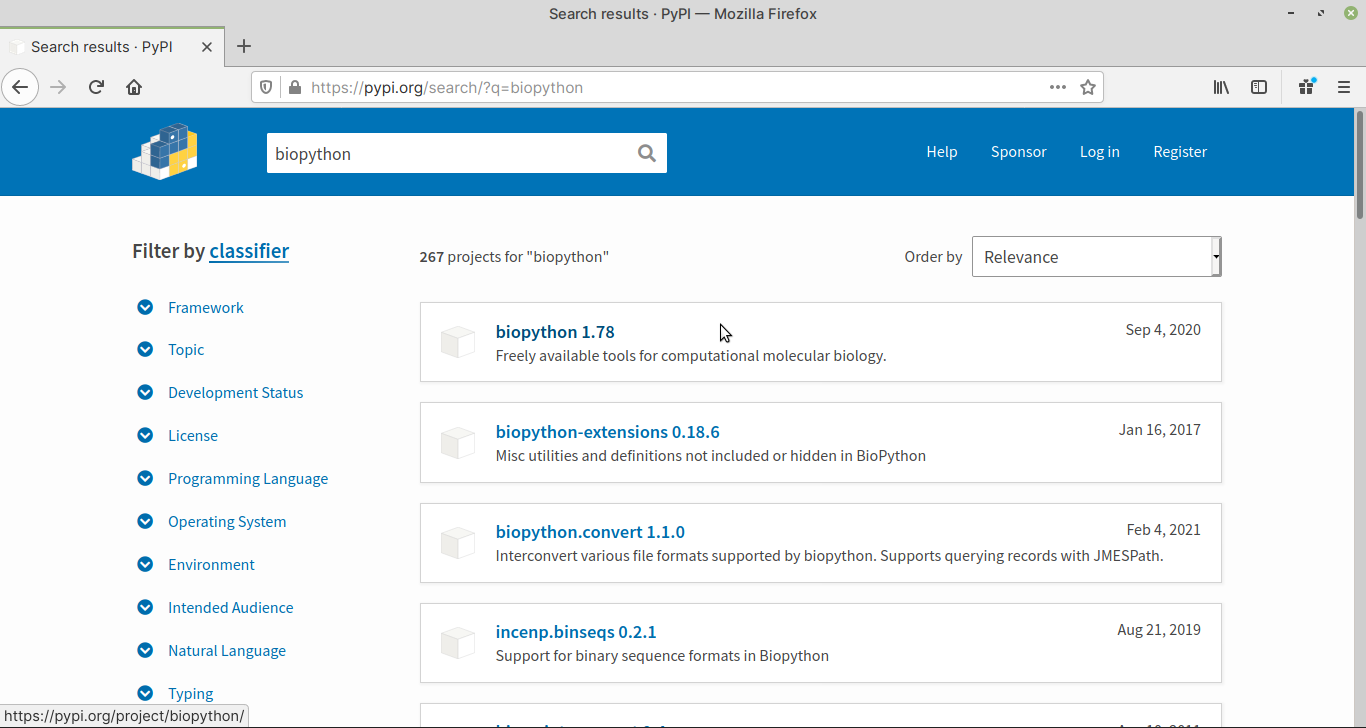 Search results · PyPI — Mozilla Firefox
Search results · PyPI
https://pypi.org/search/?q=biopython
biopython
Help
Sponsor
Log in
Register
Filter by classifier
Framework
Topic
Development Status
License
Programming Language
Operating System
Environment
Intended Audience
Natural Language
Typing
267 projects for "biopython"
Order by
Relevance
biopython 1.78
Sep 4, 2020
Freely available tools for computational molecular biology.
biopython-extensions 0.18.6
Jan 16, 2017
Misc utilities and definitions not included or hidden in BioPython
biopython.convert 1.1.0
Feb 4, 2021
Interconvert various file formats supported by biopython. Supports querying records with JMESPath.
incenp.binseqs 0.2.1
Aug 21, 2019
Support for binary sequence formats in Biopython
https://pypi.org/project/biopython/